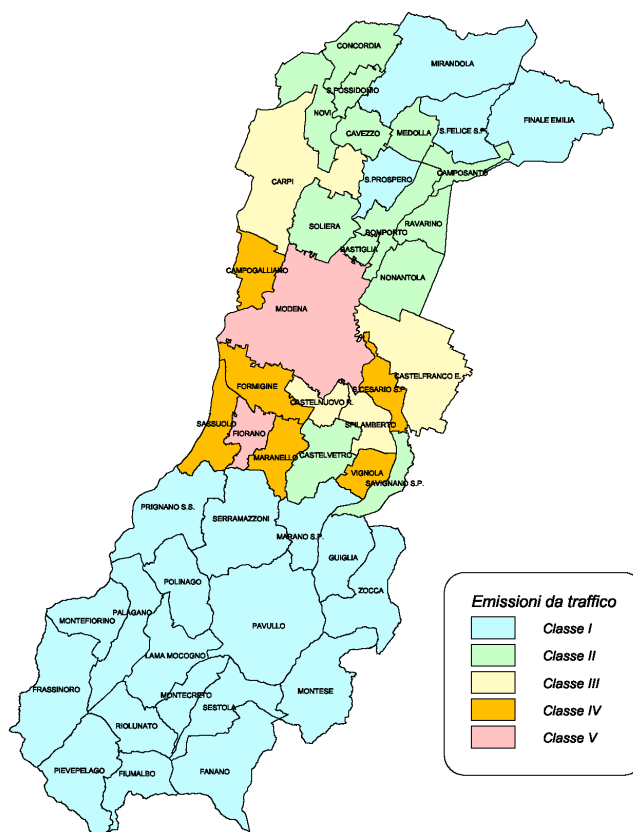 CONCORDIA
MIRANDOLA
S.POSSIDONIO
NOVI
CAVEZZO
MEDOLLA
S.FELICE S.P.
FINALE EMILIA
CARPI
S.PROSPERO
CAMPOSANTO
SOLIERA
RAVARINO
BOMPORTO
BASTIGLIA
CAMPOGALLIANO
NONANTOLA
MODENA
CASTELFRANCO E.
FORMIGINE
S.CESARIO S.P.
CASTELNUOVO R.
SASSUOLO
FIORANO
SPILAMBERTO
MARANELLO
CASTELVETRO
VIGNOLA
SAVIGNANO S.P.
PRIGNANO S.S.
SERRAMAZZONI
MARANO S.P.
GUIGLIA
POLINAGO
ZOCCA
PALAGANO
MONTEFIORINO
PAVULLO
LAMA MOCOGNO
FRASSINORO
MONTECRETO
MONTESE
SESTOLA
RIOLUNATO
PIEVEPELAGO
FIUMALBO
FANANO
Emissioni da traffico
Classe I
Classe II
Classe III
Classe IV
Classe V